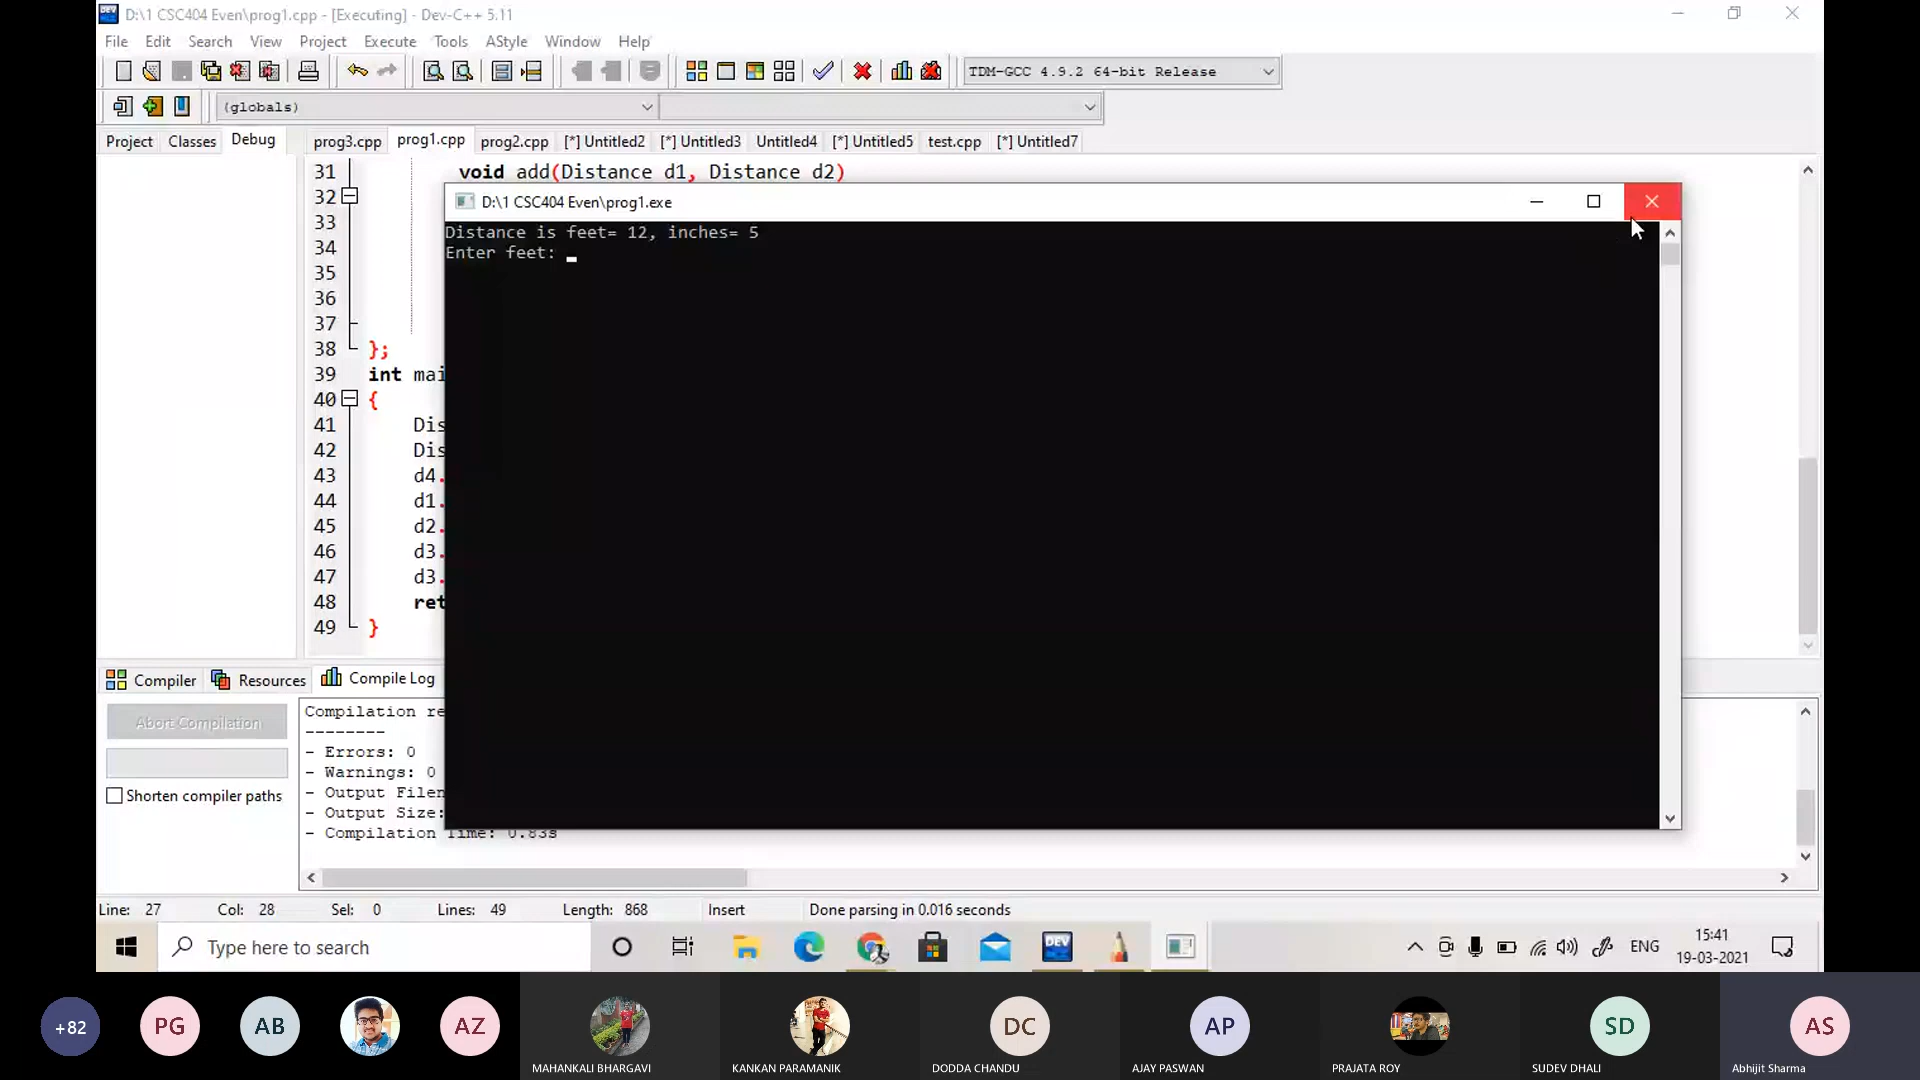 D:\1 CSC404 Even\prog1.cpp - [Executing] - Dev-C++ 5.11
File Edit Search View Project Execute Tools AStyle Window Help
TDM-GCC 4.9.2 64-bit Release
(globals)
Project Classes Debug
prog3.cpp prog1.cpp prog2.cpp [*] Untitled2 [*] Untitled3 Untitled4 [*] Untitled5 test.cpp [*] Untitled7
31 void add(Distance d1, Distance d2)
32
33
34
35
36
37
38 };
39 int mai
40 {
41 Dis
42 Dis
43 d4.
44 d1.
45 d2.
46 d3.
47 d3.
48 ret
49 }
D:\1 CSC404 Even\prog1.exe
Distance is feet= 12, inches= 5
Enter feet:
Compiler Resources Compile Log
Abort Compilation
Shorten compiler paths
Compilation re
--------
- Errors: 0
- Warnings: 0
- Output Filen
- Output Size:
- Compilation Time: 0.83s
Line: 27 Col: 28 Sel: 0 Lines: 49 Length: 868 Insert Done parsing in 0.016 seconds
Type here to search
DEV
ENG
15:41
19-03-2021
+82 PG AB AZ DC AP SD AS
MAHANKALI BHARGAVI KANKAN PARAMANIK DODDA CHANDU AJAY PASWAN PRAJATA ROY SUDEV DHALI Abhijit Sharma